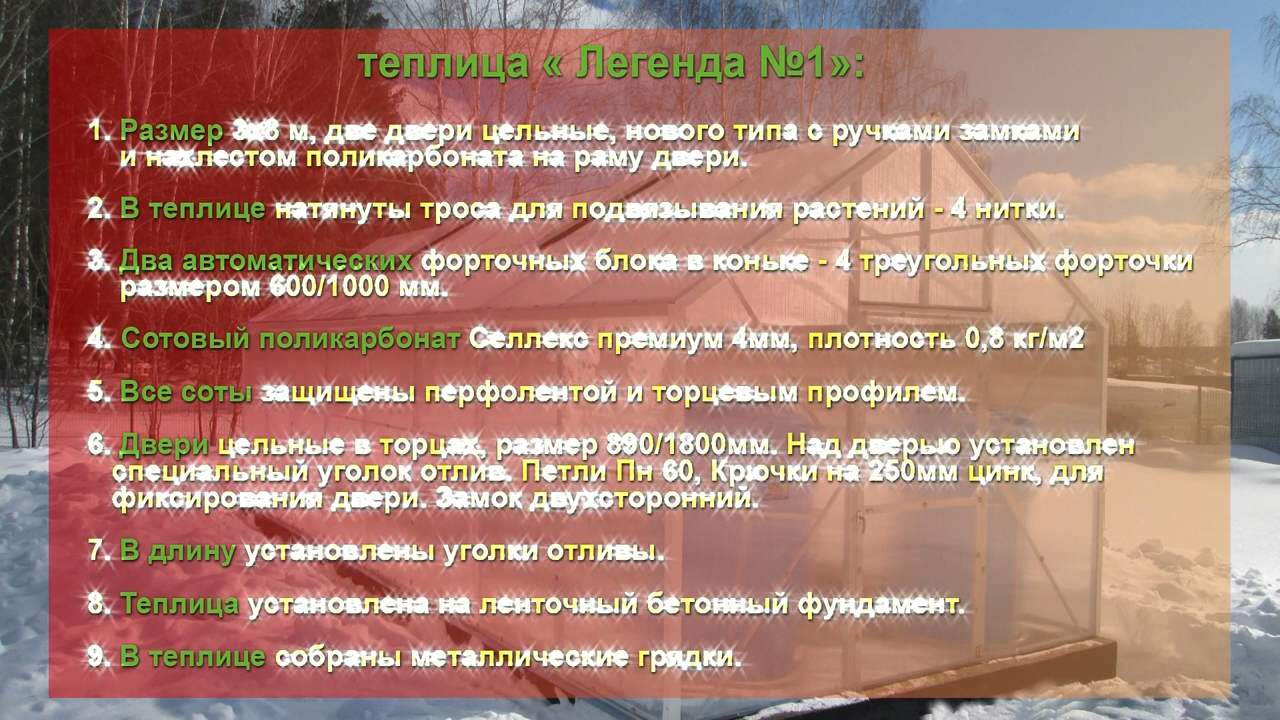 теплица « Легенда №1»:
1. Размер 3х8 м, две двери цельные, нового типа с ручками замками
и нахлестом поликарбоната на раму двери.
2. В теплице натянуты троса для подвязывания растений - 4 нитки.
3. Два автоматических форточных блока в коньке - 4 треугольных форточки
размером 600/1000 мм.
4. Сотовый поликарбонат Селлекс премиум 4мм, плотность 0,8 кг/м2
5. Все соты защищены перфолентой и торцевым профилем.
6. Двери цельные в торцах, размер 890/1800мм. Над дверью установлен
специальный уголок отлив. Петли Пн 60, Крючки на 250мм цинк, для
фиксирования двери. Замок двухсторонний.
7. В длину установлены уголки отливы.
8. Теплица установлена на ленточный бетонный фундамент.
9. В теплице собраны металлические грядки.